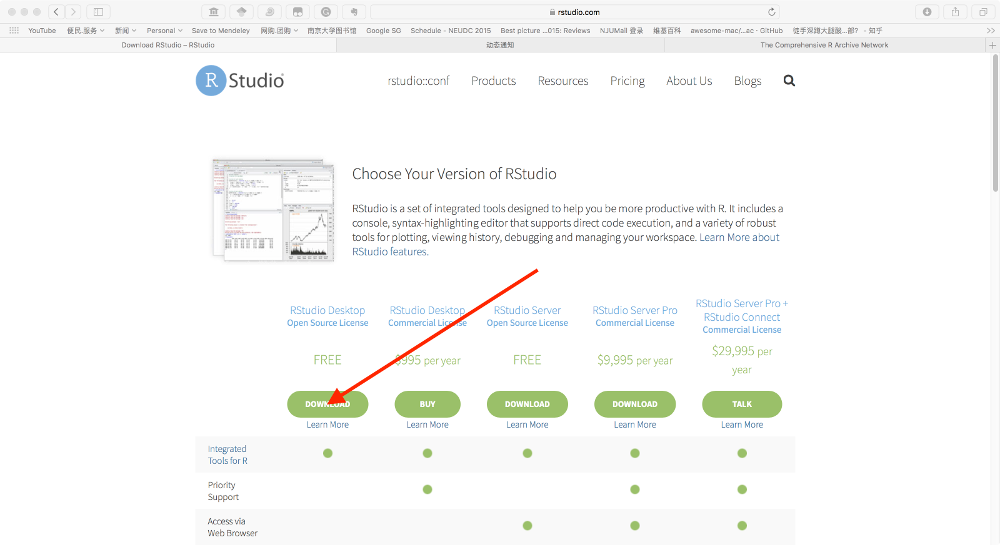 rstudio.com
YouTube 便民.服务 新闻 Personal Save to Mendeley 网购.团购 南京大学图书馆 Google SG Schedule - NEUDC 2015 Best picture ...015: Reviews NJUMail 登录 维基百科 awesome-mac/...ac · GitHub 徒手深蹲大腿酸...部？ - 知乎
Download RStudio – RStudio 动态通知 The Comprehensive R Archive Network
R Studio
rstudio::conf Products Resources Pricing About Us Blogs
Choose Your Version of RStudio
RStudio is a set of integrated tools designed to help you be more productive with R. It includes a
console, syntax-highlighting editor that supports direct code execution, and a variety of robust
tools for plotting, viewing history, debugging and managing your workspace. Learn More about
RStudio features.
RStudio Desktop
Open Source License
FREE
DOWNLOAD
Learn More
RStudio Desktop
Commercial License
$995 per year
BUY
Learn More
RStudio Server
Open Source License
FREE
DOWNLOAD
Learn More
RStudio Server Pro
Commercial License
$9,995 per year
DOWNLOAD
Learn More
RStudio Server Pro +
RStudio Connect
Commercial License
$29,995 per
year
TALK
Learn More
Integrated
Tools for R
Priority
Support
Access via
Web Browser